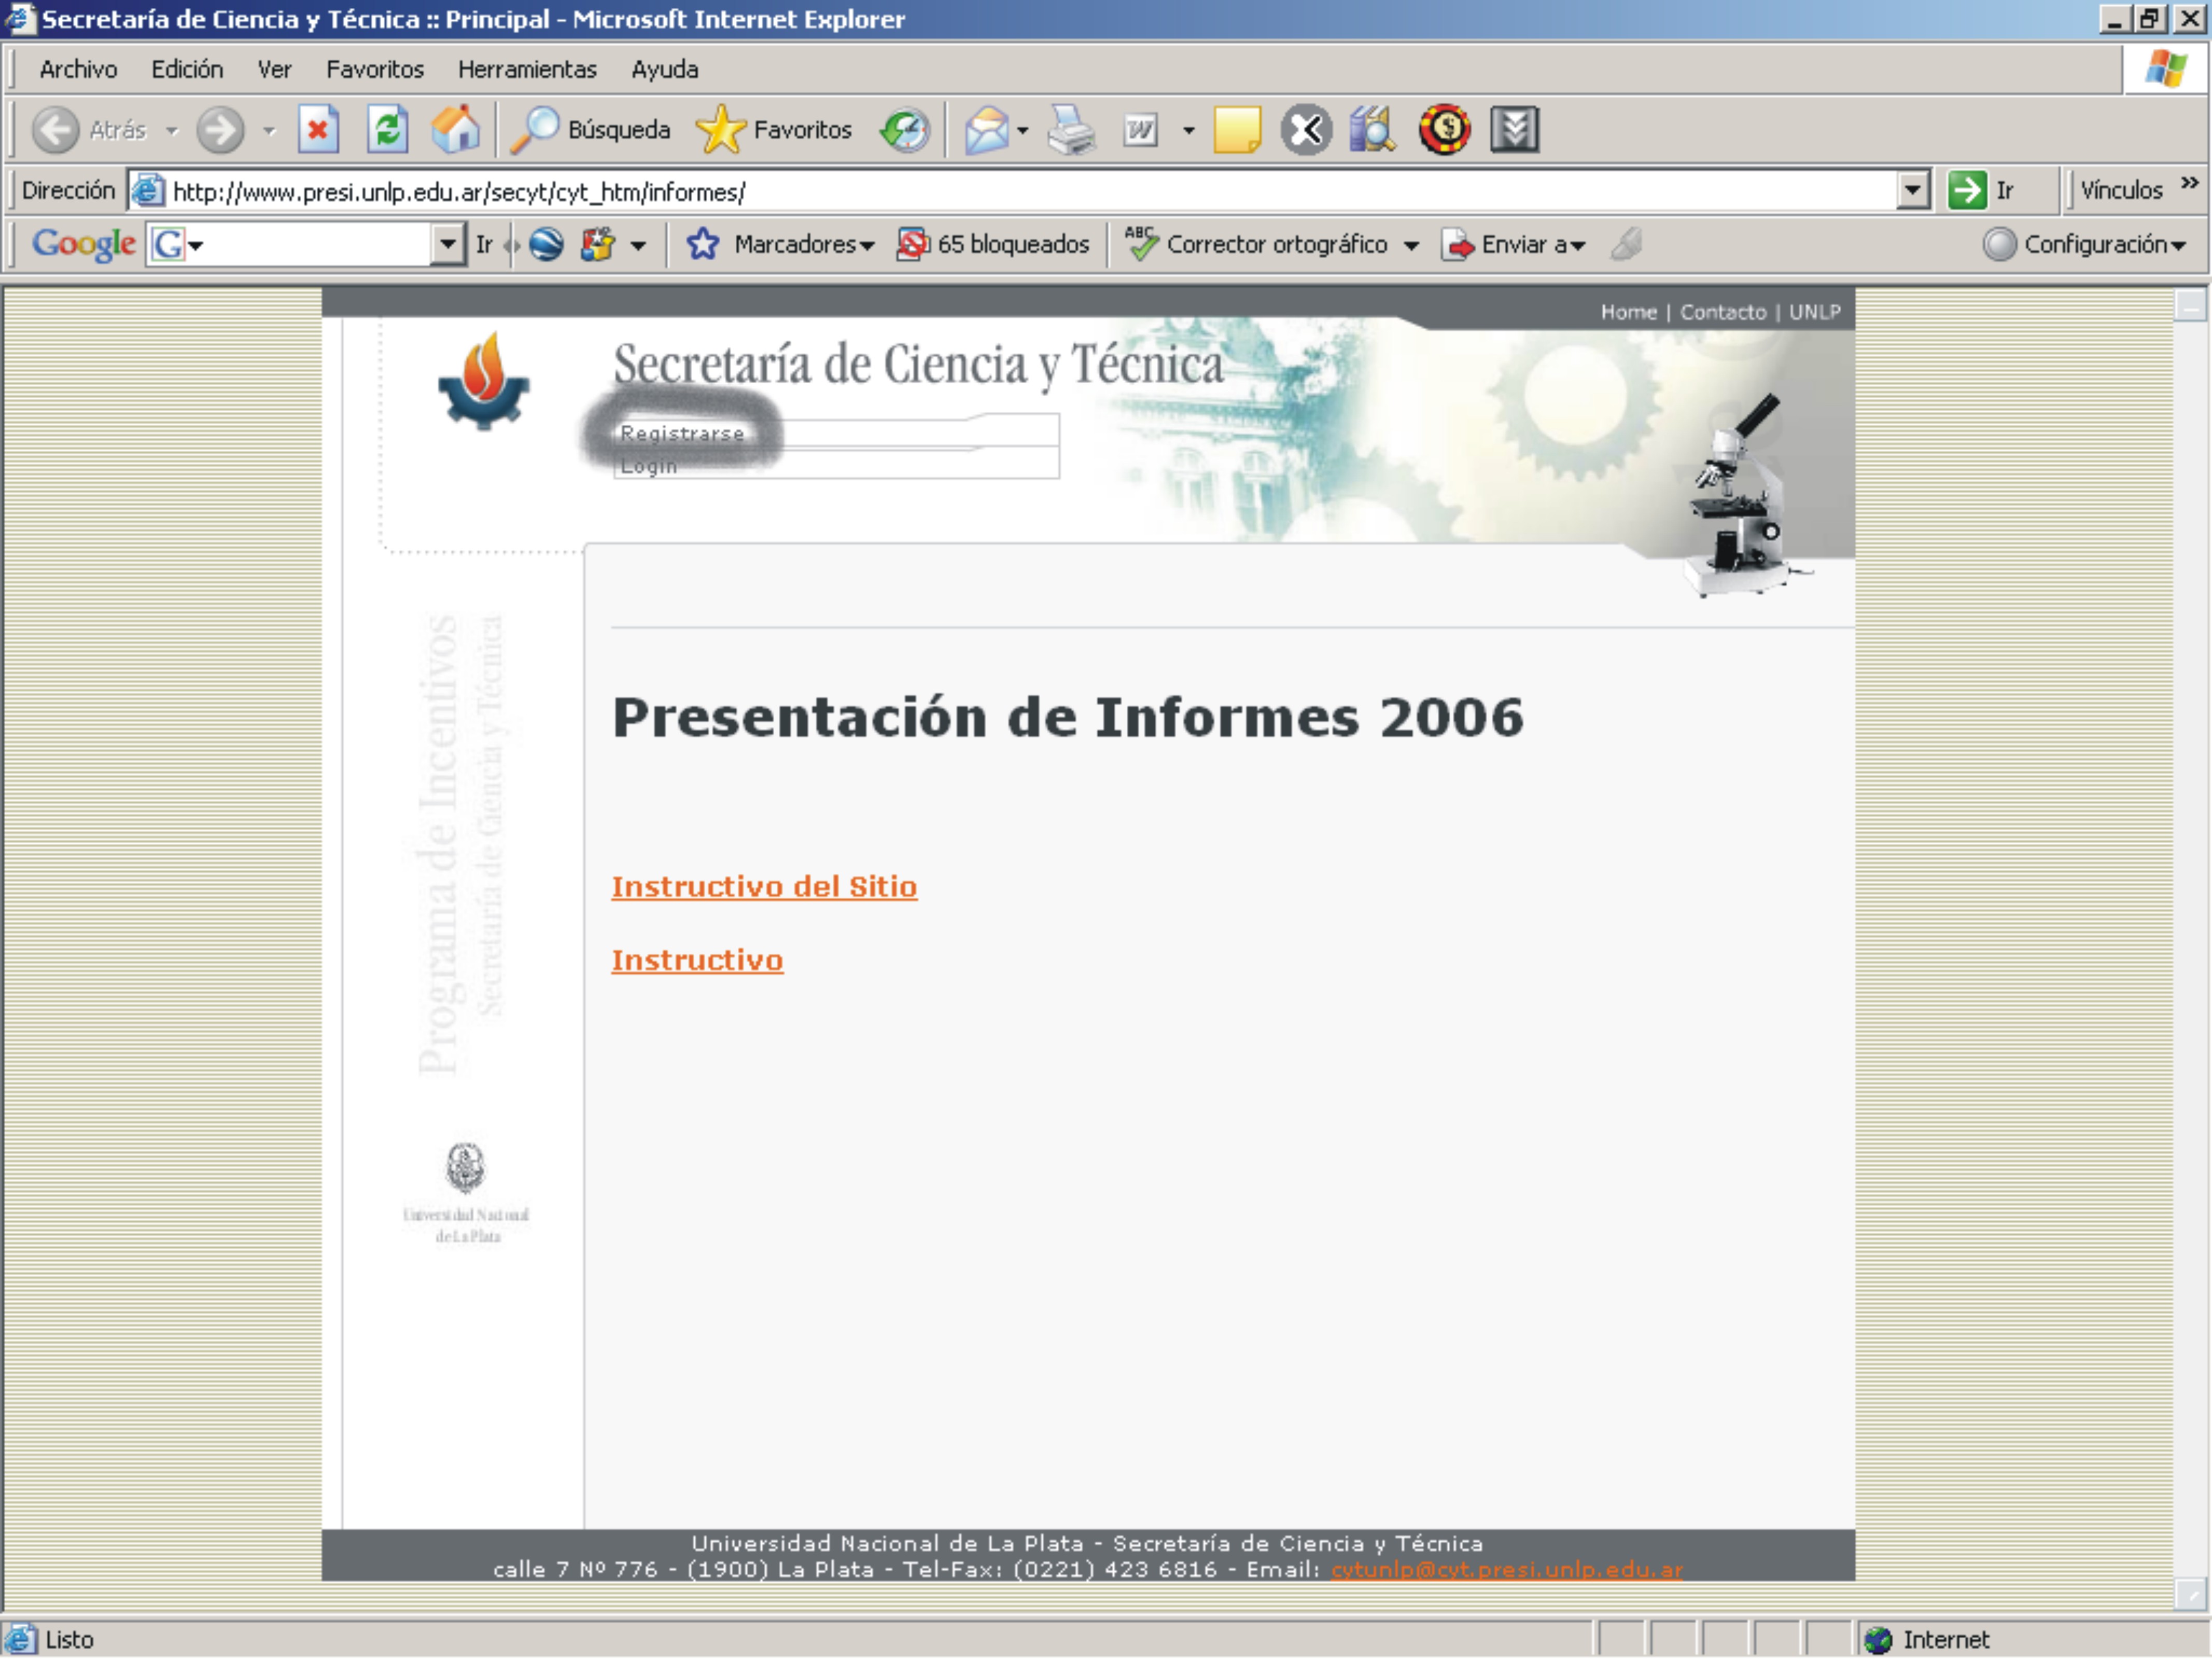 Secretaría de Ciencia y Técnica :: Principal - Microsoft Internet Explorer
Archivo Edición Ver Favoritos Herramientas Ayuda
Atrás Búsqueda Favoritos
Dirección http://www.presi.unlp.edu.ar/secyt/cyt_htm/informes/ Ir Vínculos »
Google G Ir Marcadores 65 bloqueados ABC Corrector ortográfico Enviar a Configuración
Home | Contacto | UNLP
Secretaría de Ciencia y Técnica
Registrarse
Login
Programa de Incentivos
Secretaría de Ciencia y Técnica
Presentación de Informes 2006
Instructivo del Sitio
Instructivo
Universidad Nacional
de La Plata
Universidad Nacional de La Plata - Secretaría de Ciencia y Técnica
calle 7 Nº 776 - (1900) La Plata - Tel-Fax: (0221) 423 6816 - Email: cytunlp@cyt.presi.unlp.edu.ar
Listo Internet